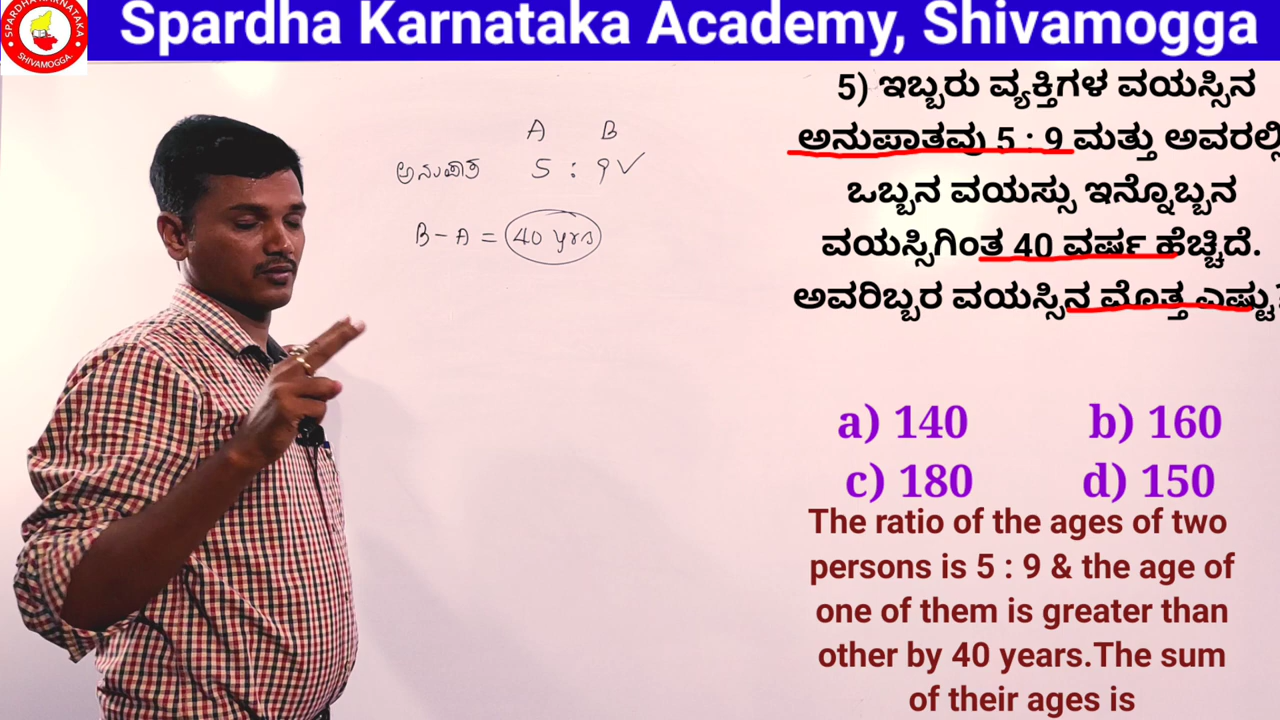 Spardha Karnataka Academy, Shivamogga
SPARDHA KARNATAKA
SHIVAMOGGA
A B
ಅನುಪಾತ 5 : 9 ✓
B - A = 40 yrs
5) ಇಬ್ಬರು ವ್ಯಕ್ತಿಗಳ ವಯಸ್ಸಿನ
ಅನುಪಾತವು 5 : 9 ಮತ್ತು ಅವರಲ್ಲಿ
ಒಬ್ಬನ ವಯಸ್ಸು ಇನ್ನೊಬ್ಬನ
ವಯಸ್ಸಿಗಿಂತ 40 ವರ್ಷ ಹೆಚ್ಚಿದೆ.
ಅವರಿಬ್ಬರ ವಯಸ್ಸಿನ ಮೊತ್ತ ಎಷ್ಟು?
a) 140 b) 160
c) 180 d) 150
The ratio of the ages of two
persons is 5 : 9 & the age of
one of them is greater than
other by 40 years.The sum
of their ages is